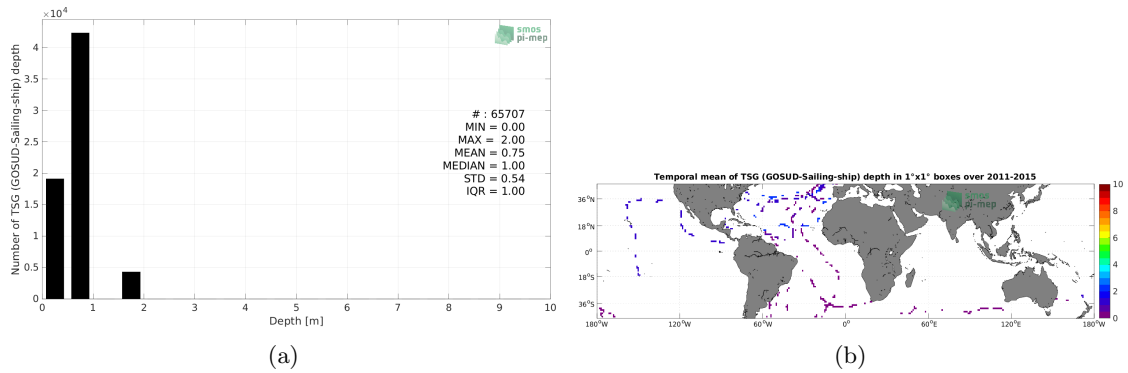 ×10⁴
4
3.5
3
2.5
2
1.5
1
0.5
0
Number of TSG (GOSUD-Sailing-ship) depth
smos
pi-mep
# : 65707
MIN = 0.00
MAX = 2.00
MEAN = 0.75
MEDIAN = 1.00
STD = 0.54
IQR = 1.00
0 1 2 3 4 5 6 7 8 9 10
Depth [m]
(a)
Temporal mean of TSG (GOSUD-Sailing-ship) depth in 1°x1° boxes over 2011-2015
smos
pi-mep
36°N
18°N
0°
18°S
36°S
180°W 120°W 60°W 0° 60°E 120°E 180°W
10
8
6
4
2
0
(b)